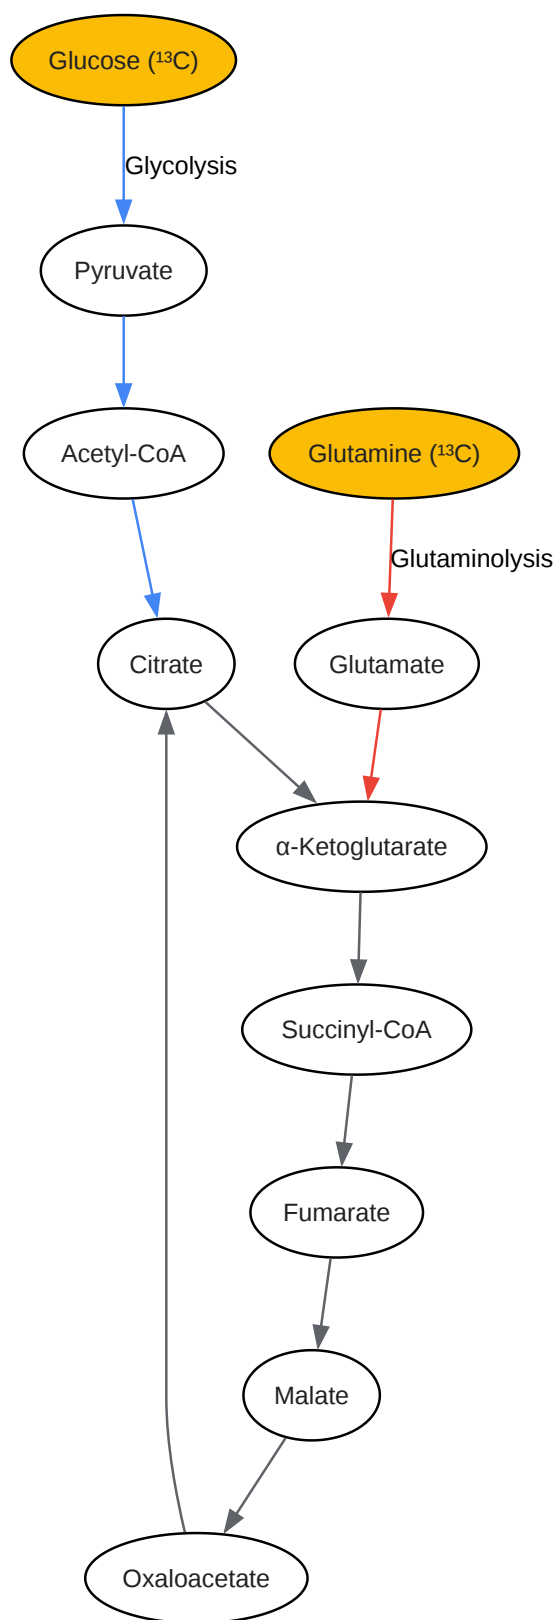 Glucose (¹³C)
Glycolysis
Pyruvate
Acetyl-CoA
Glutamine (¹³C)
Glutaminolysis
Citrate
Glutamate
α-Ketoglutarate
Succinyl-CoA
Fumarate
Malate
Oxaloacetate